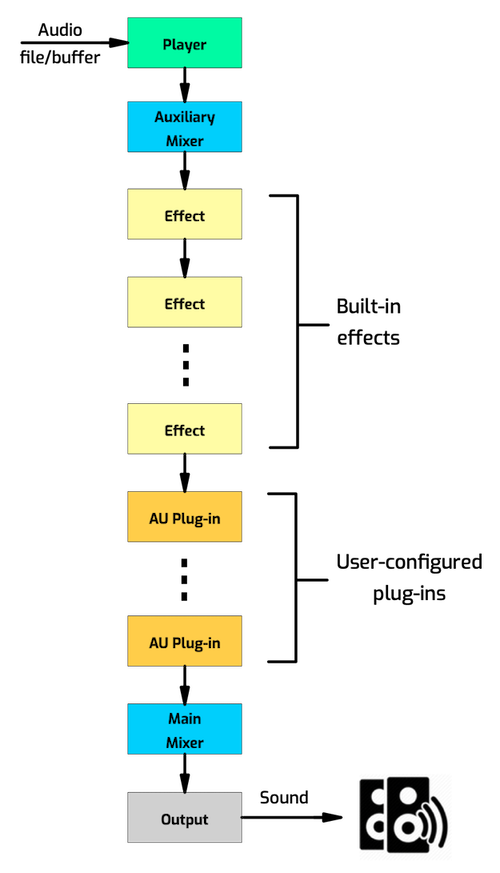 Audio
file/buffer
Player
Auxiliary
Mixer
Effect
Effect
Built-in
effects
Effect
AU Plug-in
User-configured
plug-ins
AU Plug-in
Main
Mixer
Output
Sound